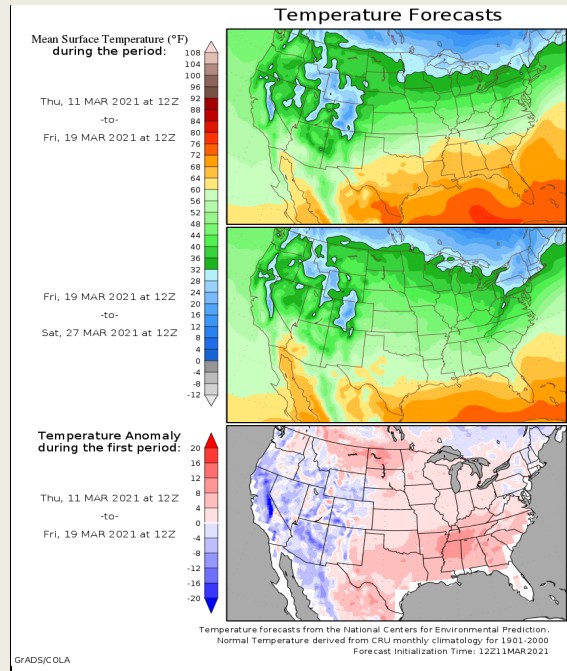 Temperature Forecasts
Mean Surface Temperature (°F)
during the period:
Thu, 11 MAR 2021 at 12Z
-to-
Fri, 19 MAR 2021 at 12Z
108
104
100
96
92
88
84
80
76
72
68
64
60
56
52
48
44
40
36
32
28
24
20
16
12
8
4
0
-4
-8
-12
Fri, 19 MAR 2021 at 12Z
-to-
Sat, 27 MAR 2021 at 12Z
Temperature Anomaly
during the first period:
Thu, 11 MAR 2021 at 12Z
-to-
Fri, 19 MAR 2021 at 12Z
20
16
12
8
4
0
-4
-8
-12
-16
-20
Temperature forecasts from the National Centers for Environmental Prediction.
Normal Temperature derived from CRU monthly climatology for 1901-2000
Forecast Initialization Time: 12Z11MAR2021
GrADS/COLA